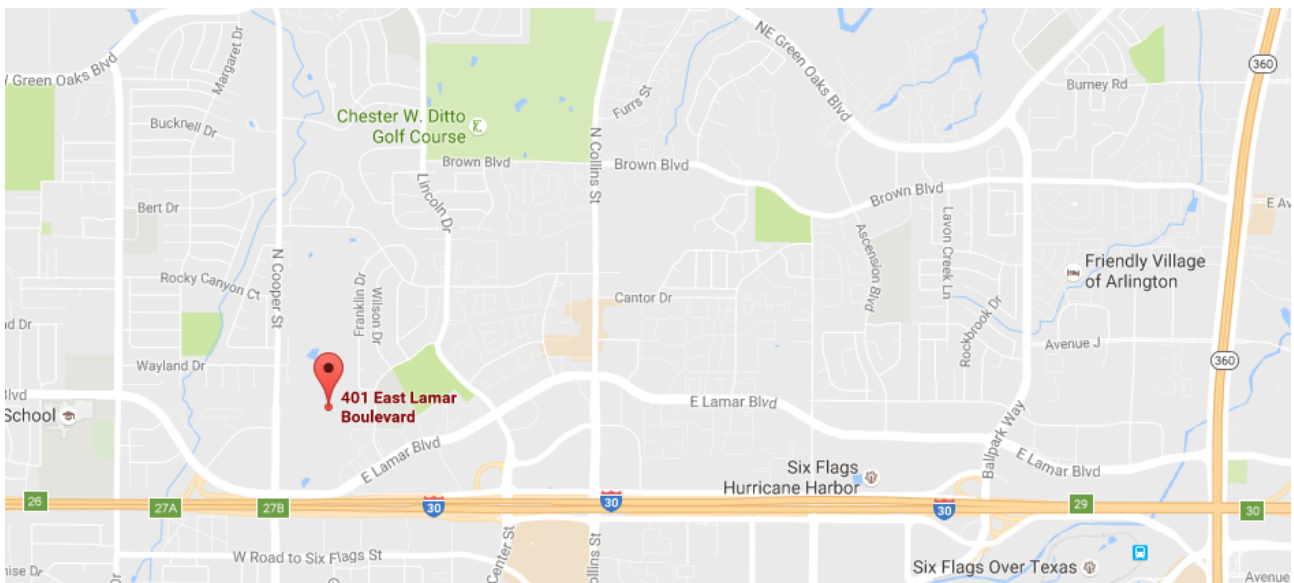 W Green Oaks Blvd
Margaret Dr
Bucknell Dr
Chester W. Ditto
Golf Course
Brown Blvd
N Collins St
Furrs St
NE Green Oaks Blvd
Burney Rd
360
Brown Blvd
Brown Blvd
E Av
Bert Dr
Lincoln Dr
N Cooper St
Rocky Canyon Ct
Franklin Dr
Wilson Dr
Cantor Dr
Ascension Blvd
Lavon Creek Ln
Rockbrook Dr
Friendly Village
of Arlington
Avenue J
360
nd Dr
Wayland Dr
401 East Lamar
Boulevard
Blvd
School
E Lamar Blvd
E Lamar Blvd
Ballpark Way
E Lamar Blvd
Six Flags
Hurricane Harbor
26
27A
27B
30
30
30
29
30
W Road to Six Flags St
Center St
Collins St
Six Flags Over Texas
Avenue
nise Dr
Dr